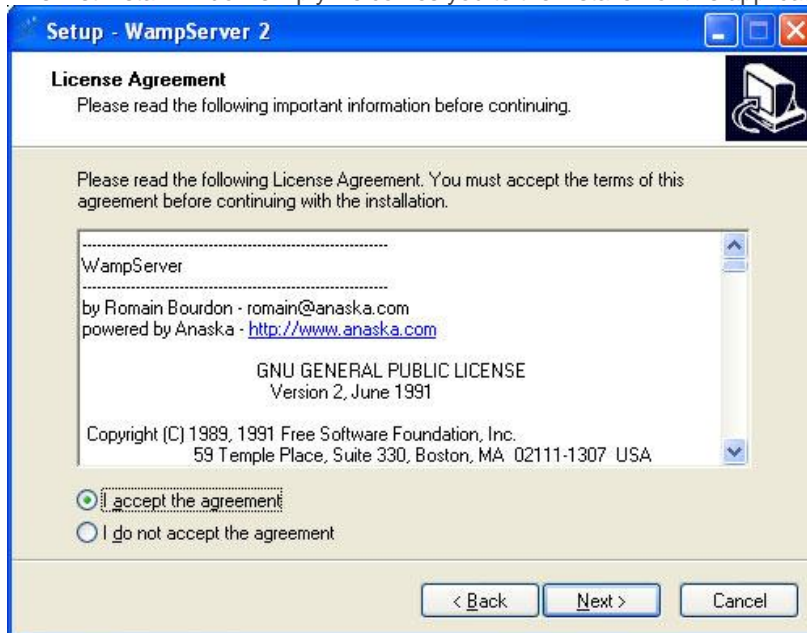 Setup - WampServer 2
License Agreement
Please read the following important information before continuing.
Please read the following License Agreement. You must accept the terms of this
agreement before continuing with the installation.
------------------------------------------------------------
WampServer
------------------------------------------------------------
by Romain Bourdon - romain@anaska.com
powered by Anaska - http://www.anaska.com
GNU GENERAL PUBLIC LICENSE
Version 2, June 1991
Copyright (C) 1989, 1991 Free Software Foundation, Inc.
59 Temple Place, Suite 330, Boston, MA 02111-1307 USA
I accept the agreement
I do not accept the agreement
< Back Next > Cancel